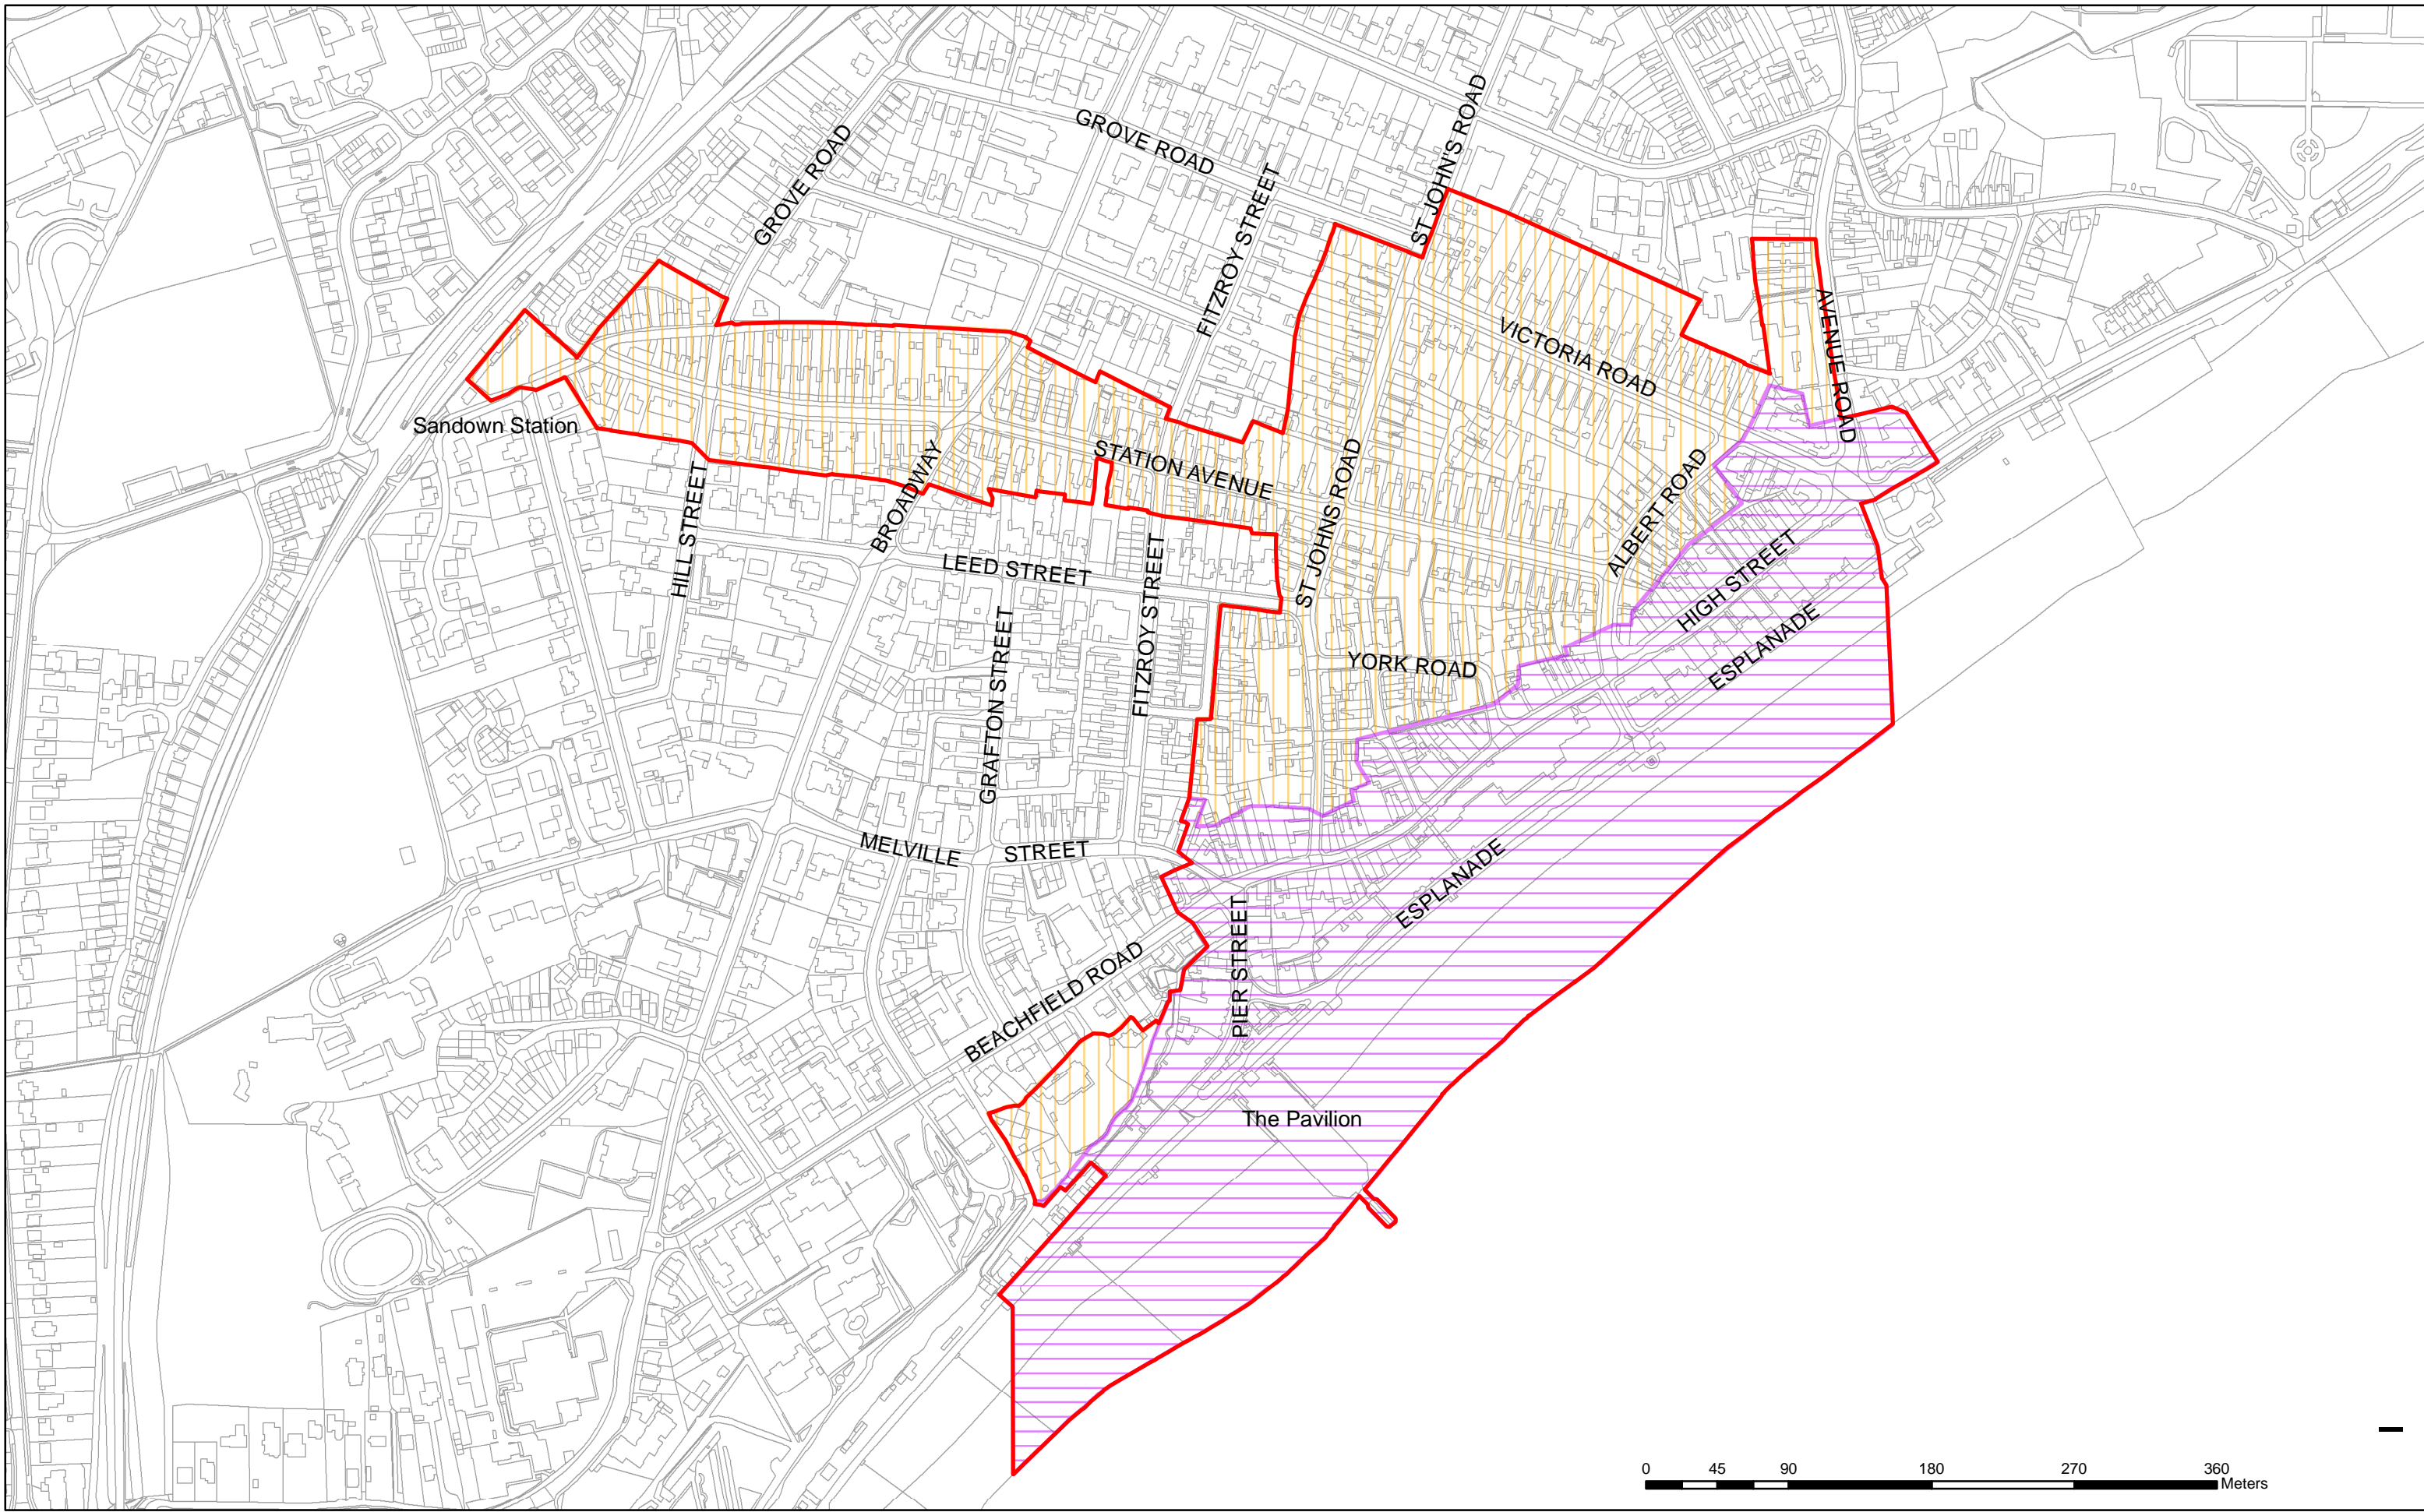 GROVE ROAD
ST JOHN'S ROAD
GROVE ROAD
FITZROY STREET
AVENUE ROAD
VICTORIA ROAD
Sandown Station
STATION AVENUE
BROADWAY
HILL STREET
ST JOHNS ROAD
ALBERT ROAD
HIGH STREET
LEED STREET
ESPLANADE
FITZROY STREET
GRAFTON STREET
YORK ROAD
MELVILLE STREET
ESPLANADE
PIER STREET
BEACHFIELD ROAD
The Pavilion
0 45 90 180 270 360
Meters